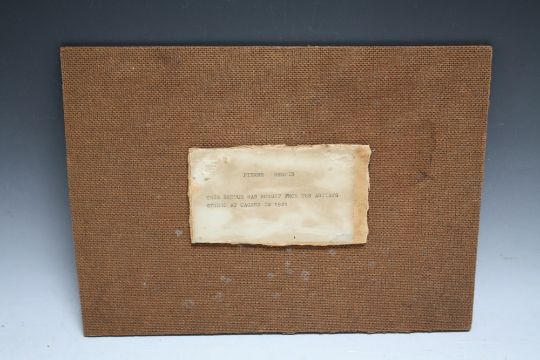 PIERRE
THIS SKETCH WAS BOUGHT FROM THE ARTISTS
STUDIO AT CAGNES IN